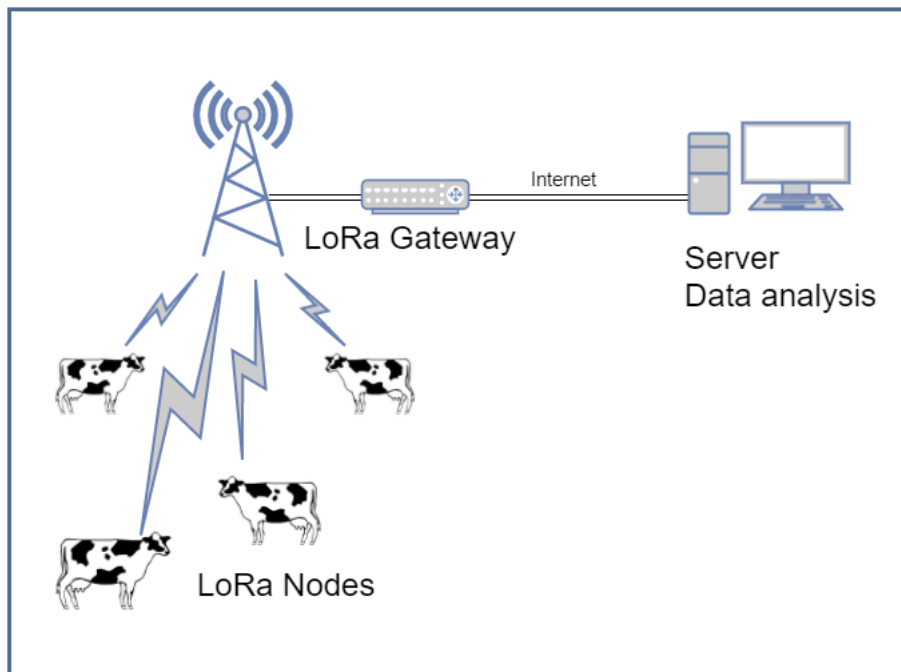 Internet
LoRa Gateway
Server
Data analysis
LoRa Nodes